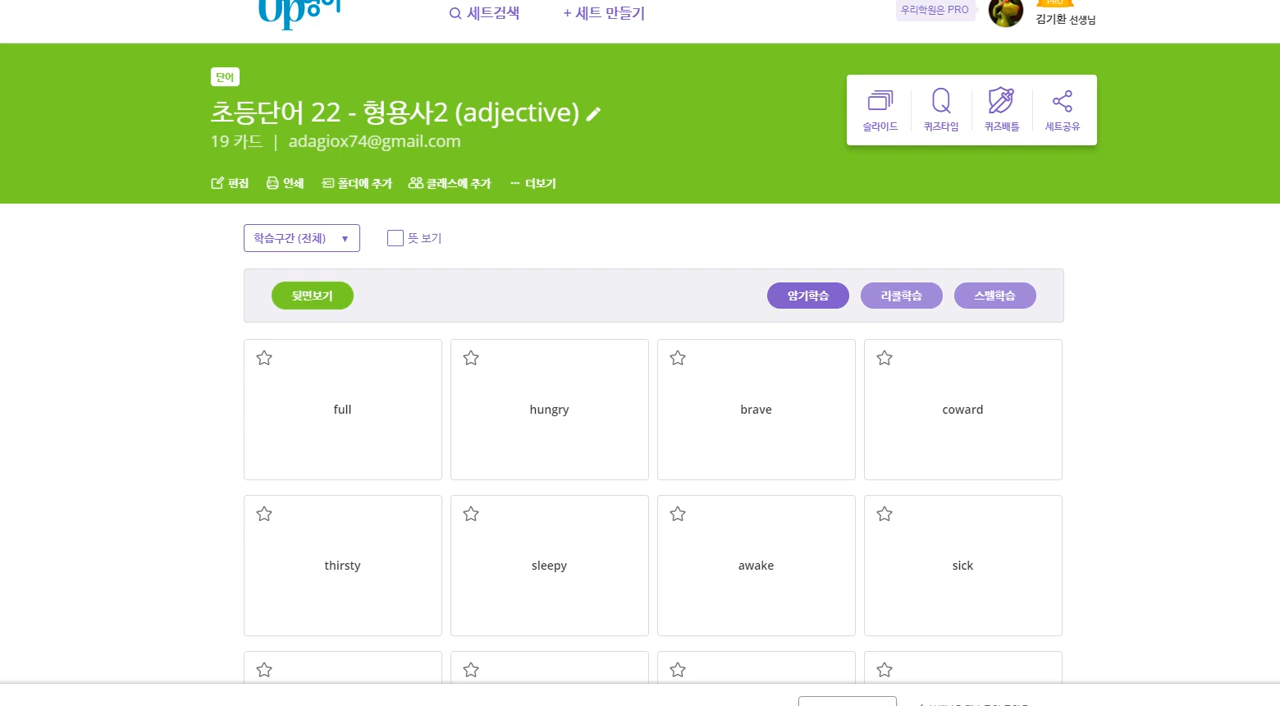 Up
세트검색
+ 세트 만들기
우리학원은 PRO
PRO
김기환 선생님
단어
초등단어 22 - 형용사2 (adjective)
19 카드 | adagiox74@gmail.com
슬라이드
퀴즈타임
퀴즈배틀
세트공유
편집
인쇄
폴더에 추가
클래스에 추가
··· 더보기
학습구간 (전체) ▼
뜻 보기
뒷면보기
암기학습
리콜학습
스펠학습
full
hungry
brave
coward
thirsty
sleepy
awake
sick